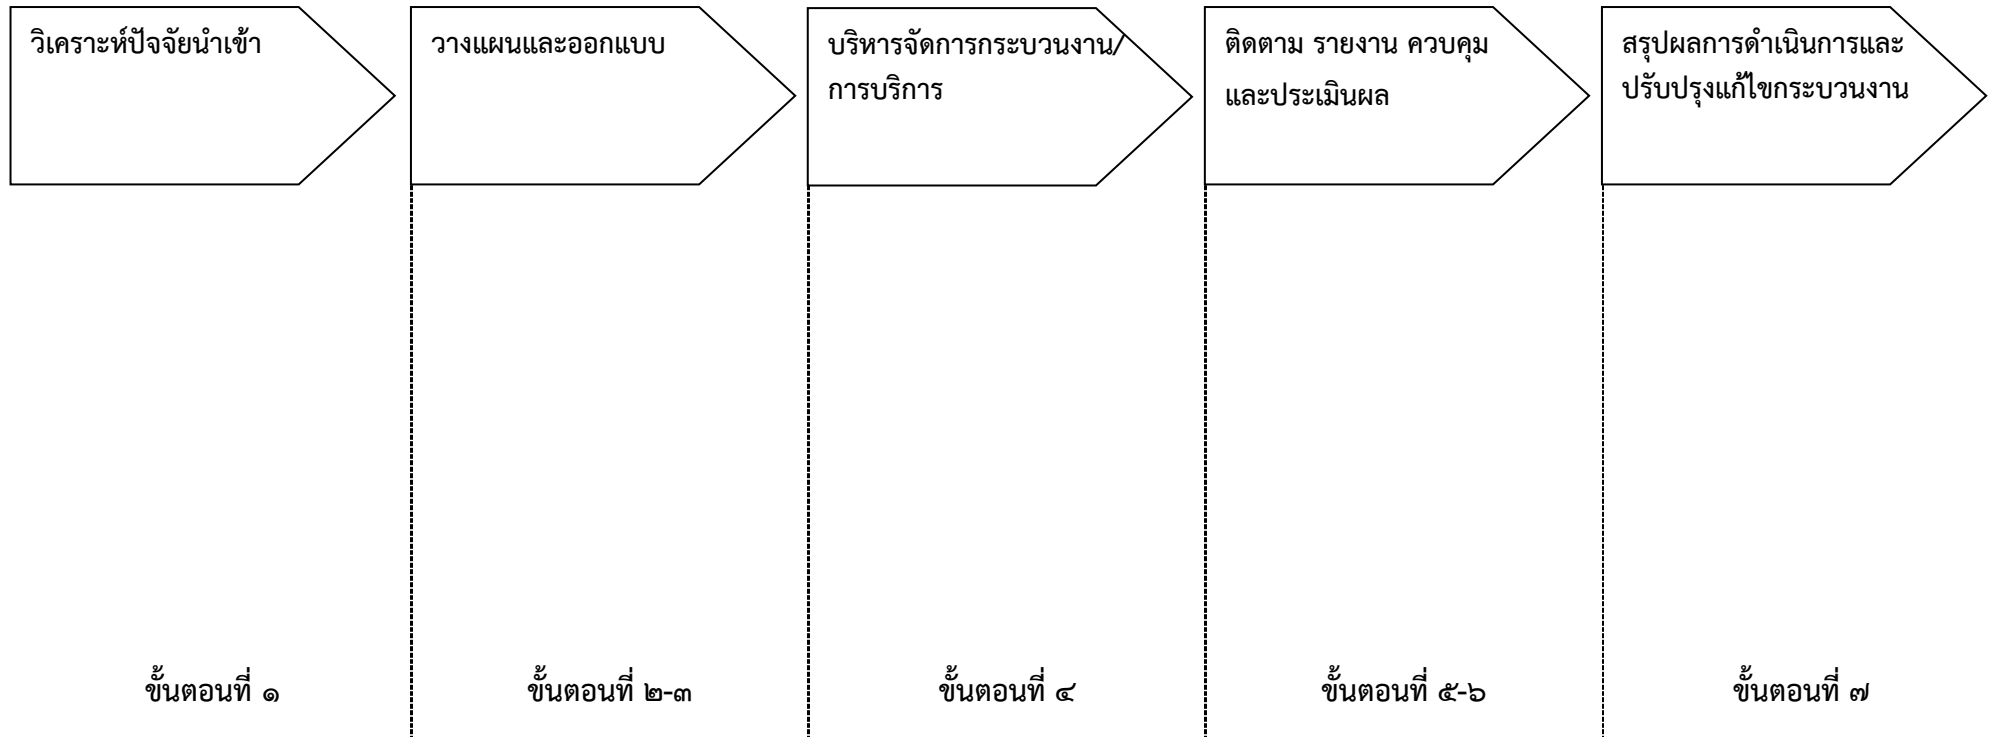 วิเคราะห์ปัจจัยนำเข้า
วางแผนและออกแบบ
บริหารจัดการกระบวนงาน/
การบริการ
ติดตาม รายงาน ควบคุม
และประเมินผล
สรุปผลการดำเนินการและ
ปรับปรุงแก้ไขกระบวนงาน
ขั้นตอนที่ ๑
ขั้นตอนที่ ๒-๓
ขั้นตอนที่ ๔
ขั้นตอนที่ ๕-๖
ขั้นตอนที่ ๗